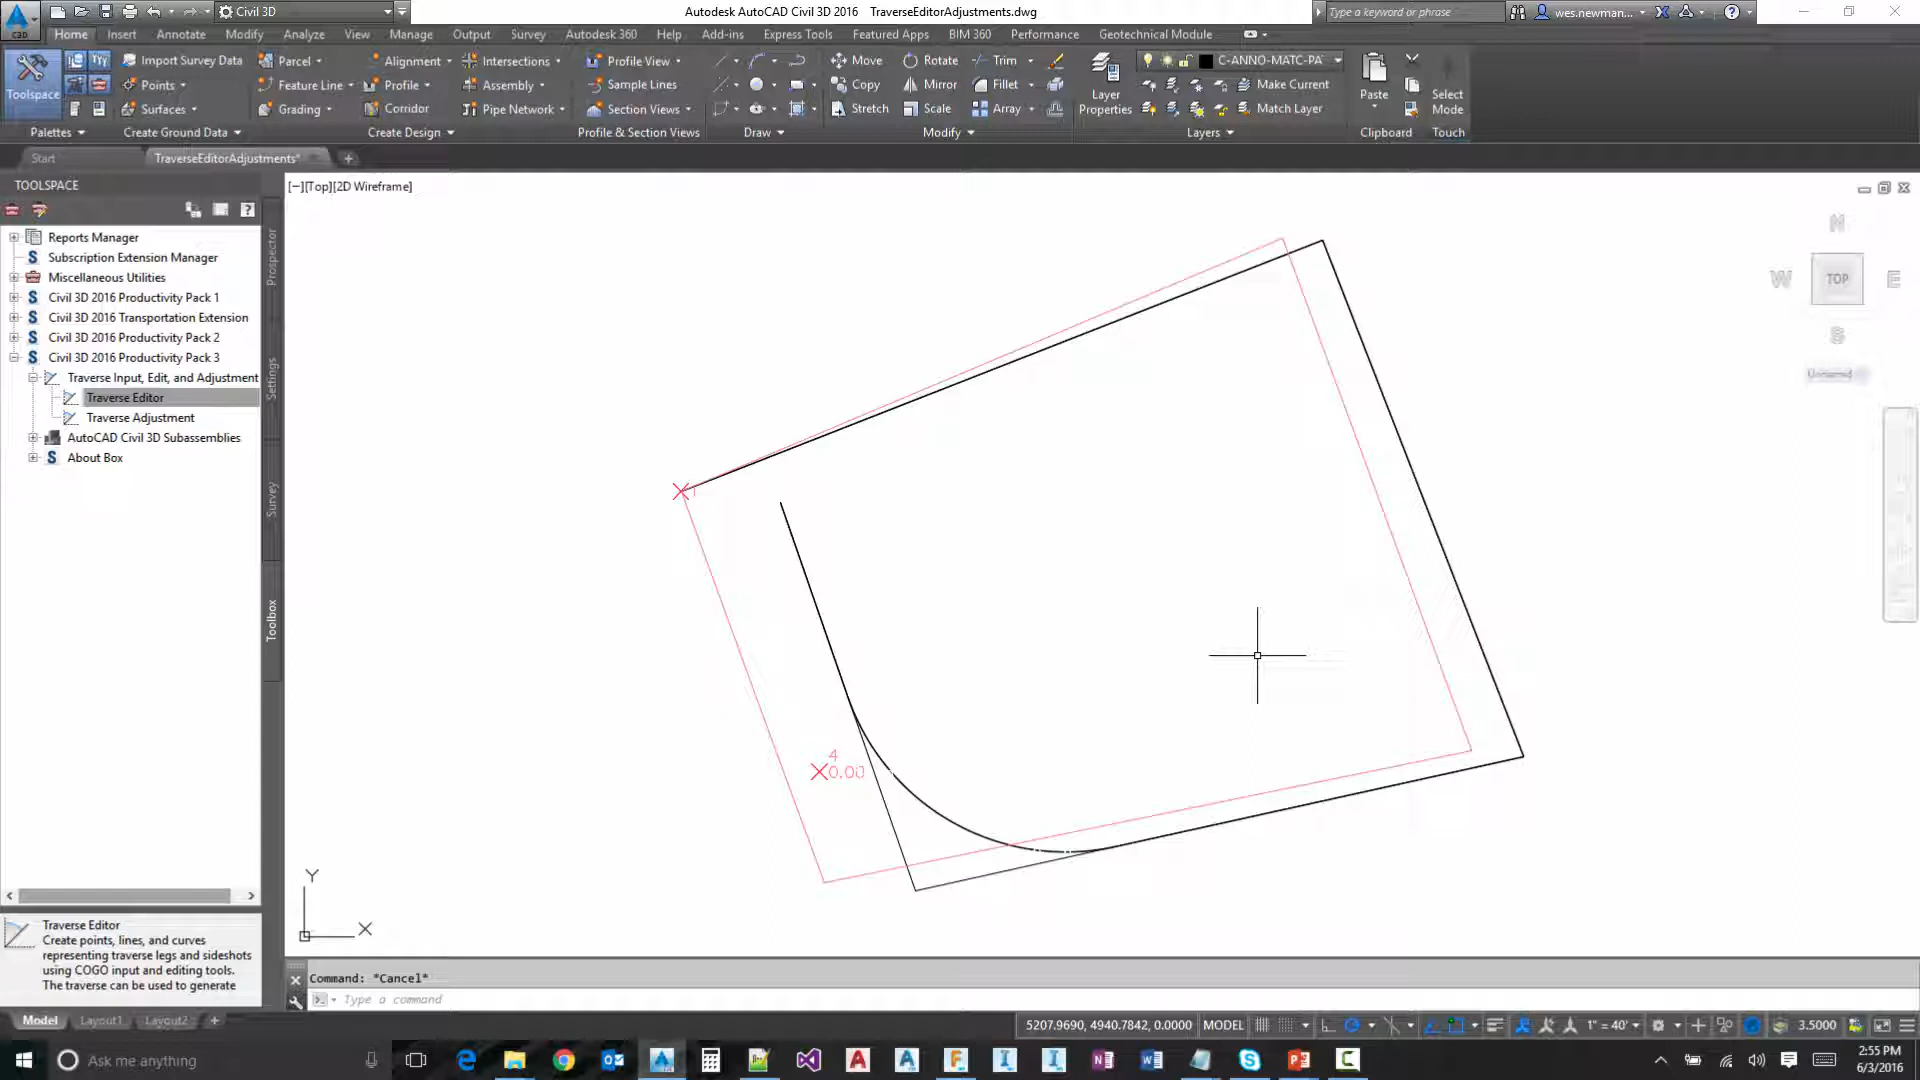 Civil 3D
Autodesk AutoCAD Civil 3D 2016 TraverseEditorAdjustments.dwg
Type a keyword or phrase
wes.newman...
C3D
Home Insert Annotate Modify Analyze View Manage Output Survey Autodesk 360 Help Add-ins Express Tools Featured Apps BIM 360 Performance Geotechnical Module
Import Survey Data Parcel Alignment Intersections Profile View Move Rotate Trim C-ANNO-MATC-PA
Toolspace Points Feature Line Profile Assembly Sample Lines Copy Mirror Fillet Layer Properties Make Current Paste Select Mode
Surfaces Grading Corridor Pipe Network Section Views Stretch Scale Array Match Layer
Palettes Create Ground Data Create Design Profile & Section Views Draw Modify Layers Clipboard Touch
Start TraverseEditorAdjustments*
TOOLSPACE
[−][Top][2D Wireframe]
Reports Manager
Subscription Extension Manager
Miscellaneous Utilities
Civil 3D 2016 Productivity Pack 1
Civil 3D 2016 Transportation Extension
Civil 3D 2016 Productivity Pack 2
Civil 3D 2016 Productivity Pack 3
Traverse Input, Edit, and Adjustment
Traverse Editor
Traverse Adjustment
AutoCAD Civil 3D Subassemblies
About Box
Prospector
Settings
Survey
Toolbox
N
W TOP E
S
Unnamed
1
4
0.00
Y
X
Traverse Editor
Create points, lines, and curves
representing traverse legs and sideshots
using COGO input and editing tools.
The traverse can be used to generate
Command: *Cancel*
Type a command
Model Layout1 Layout2
5207.9690, 4940.7842, 0.0000 MODEL 1" = 40' 3.5000
Ask me anything
2:55 PM
6/3/2016